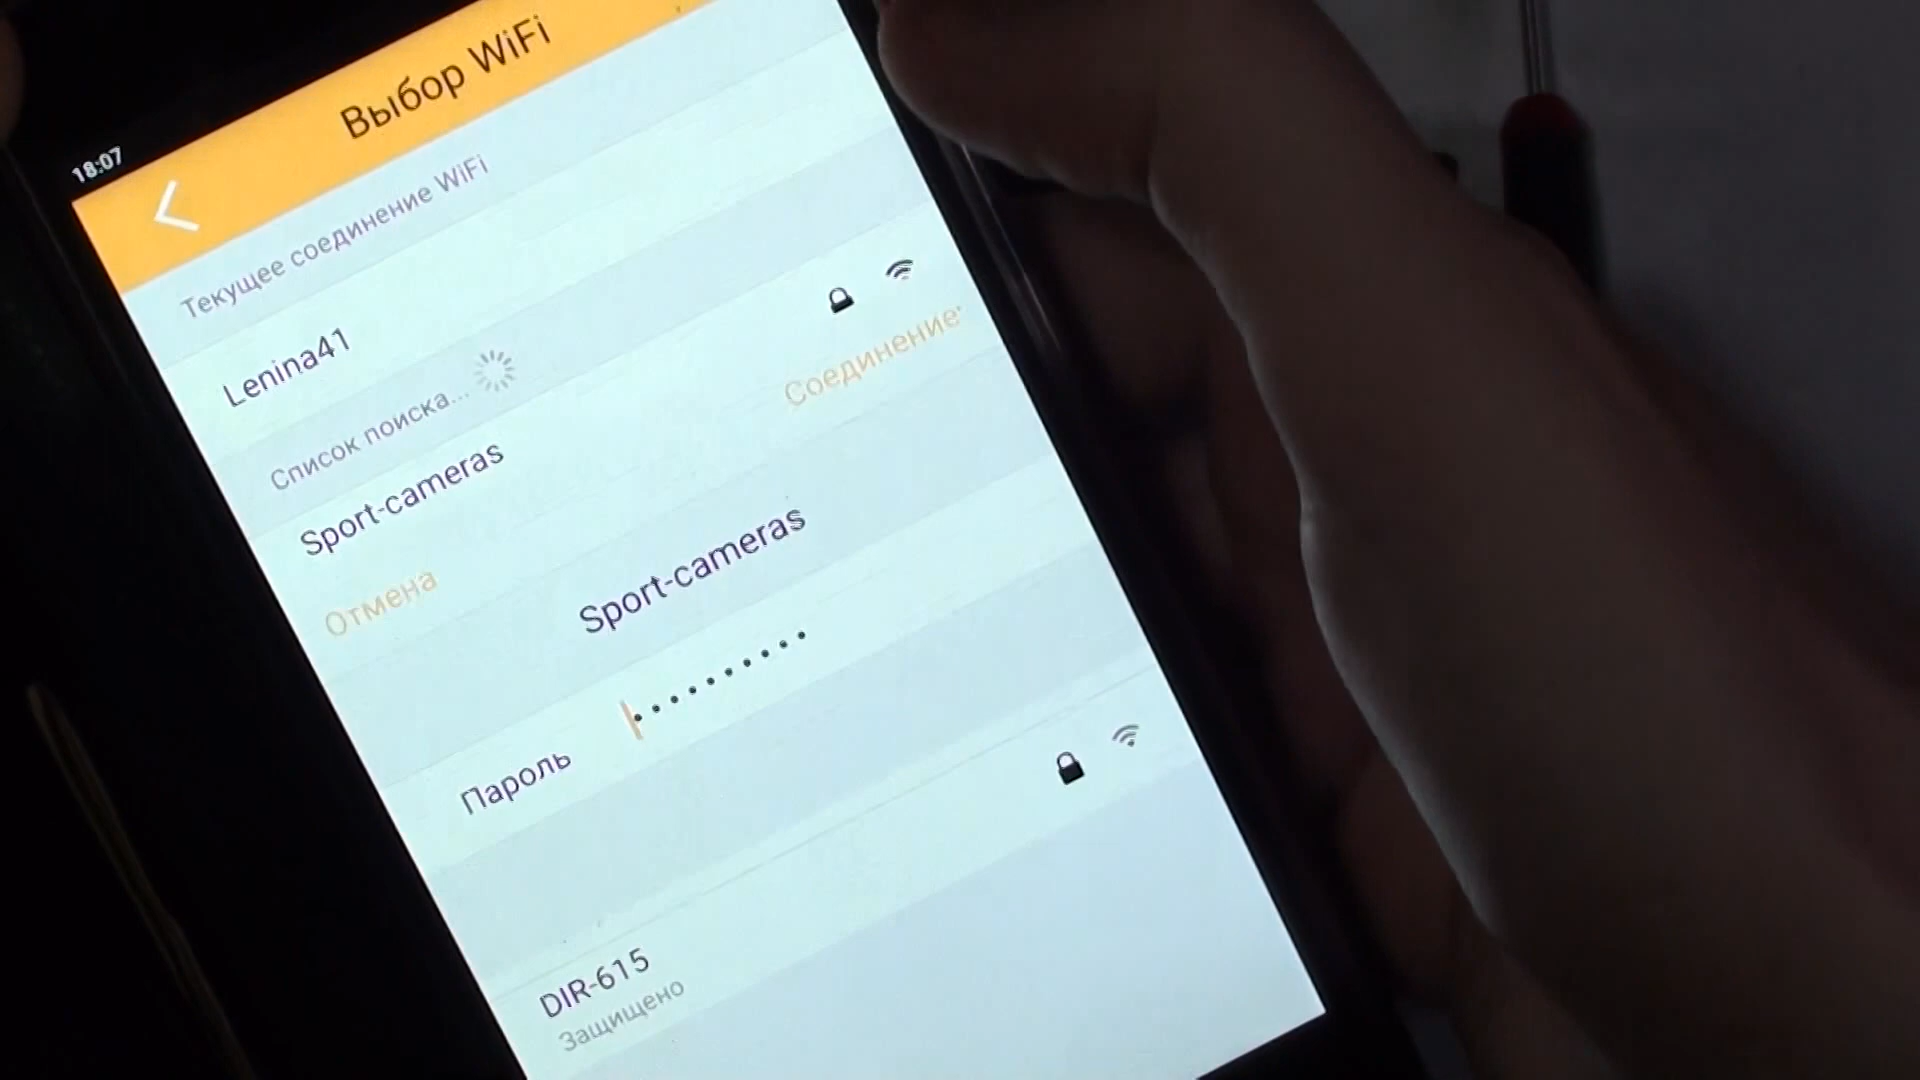 18:07
Выбор WiFi
Текущее соединение WiFi
Lenina41
Список поиска...
Sport-cameras
Отмена
Соединение
Sport-cameras
Пароль ••••••••••
DIR-615
Защищено